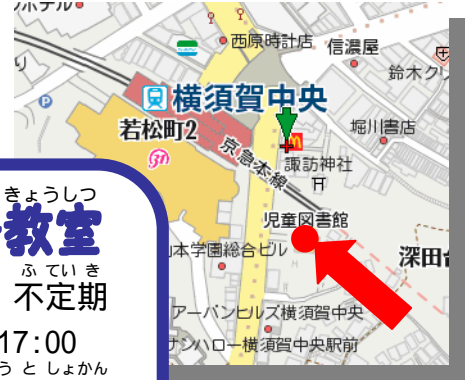 ホテル
西原時計店
信濃屋
鈴木ク
横須賀中央
若松町2
堀川書店
京急本線
諏訪神社
児童図書館
本学園総合ビル
深田台
アーバンヒルズ横須賀中央
サンハロー横須賀中央駅前
きょうしつ
教室
ふていき
不定期
17:00
としょかん